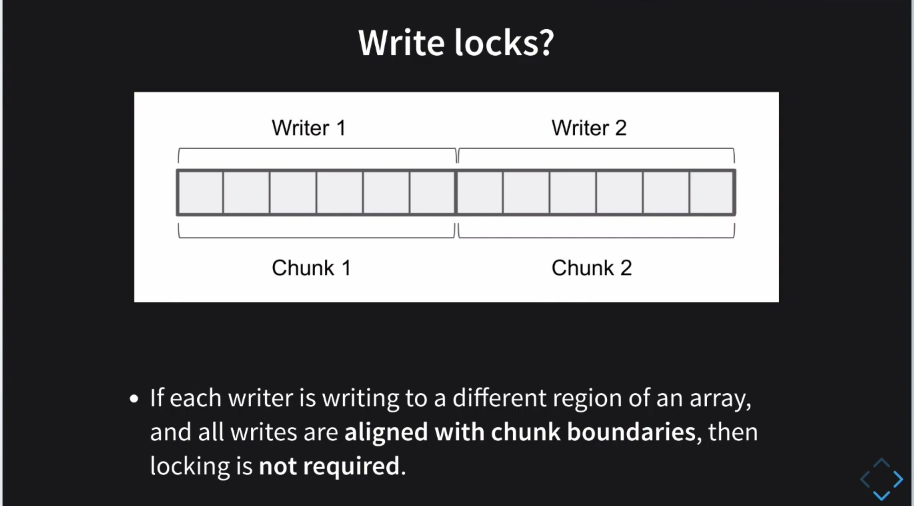 Write locks?
Writer 1
Writer 2
Chunk 1
Chunk 2
• If each writer is writing to a different region of an array,
and all writes are aligned with chunk boundaries, then
locking is not required.